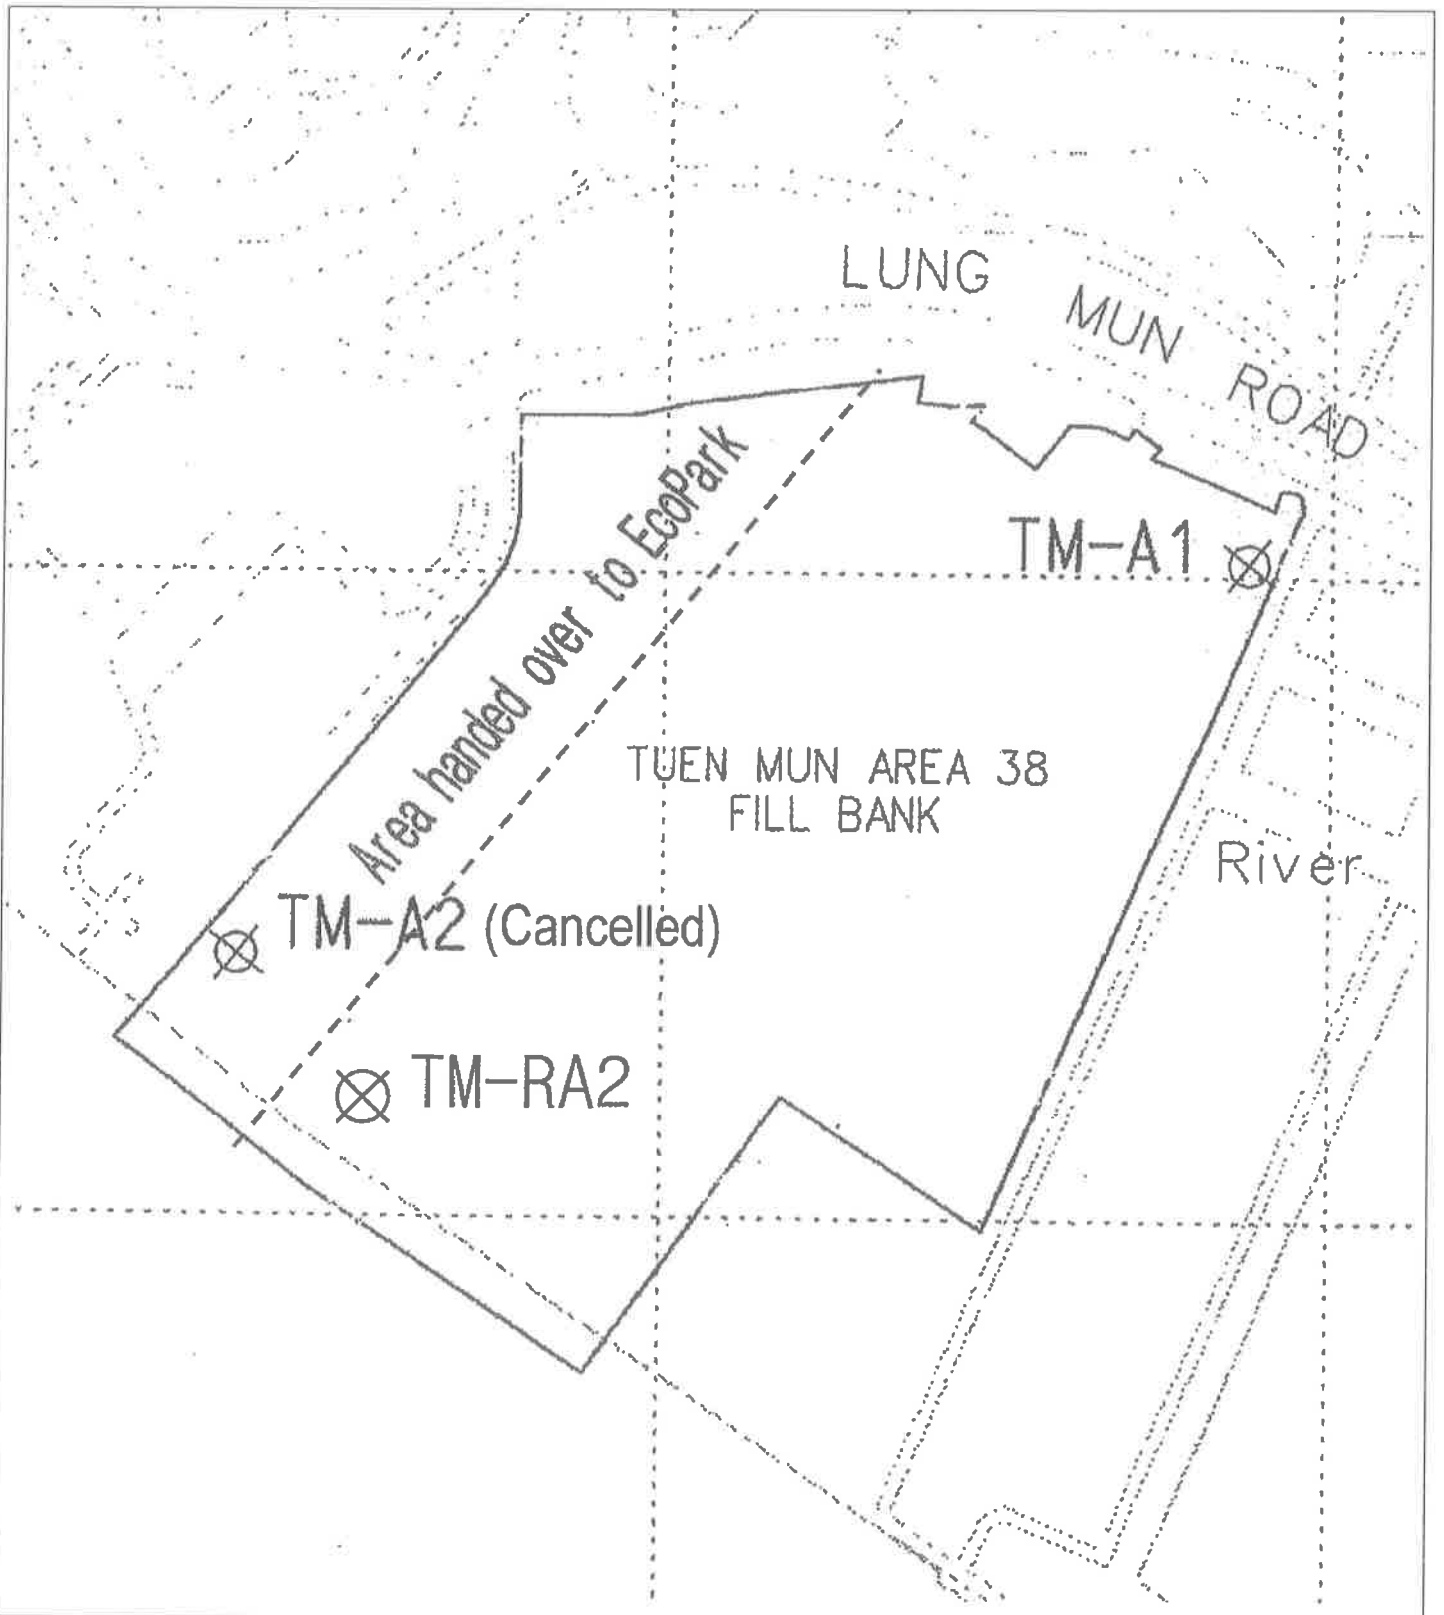 LUNG MUN ROAD
Area handed over to EcoPark
TM-A1
TUEN MUN AREA 38
FILL BANK
River
TM-A2 (Cancelled)
TM-RA2